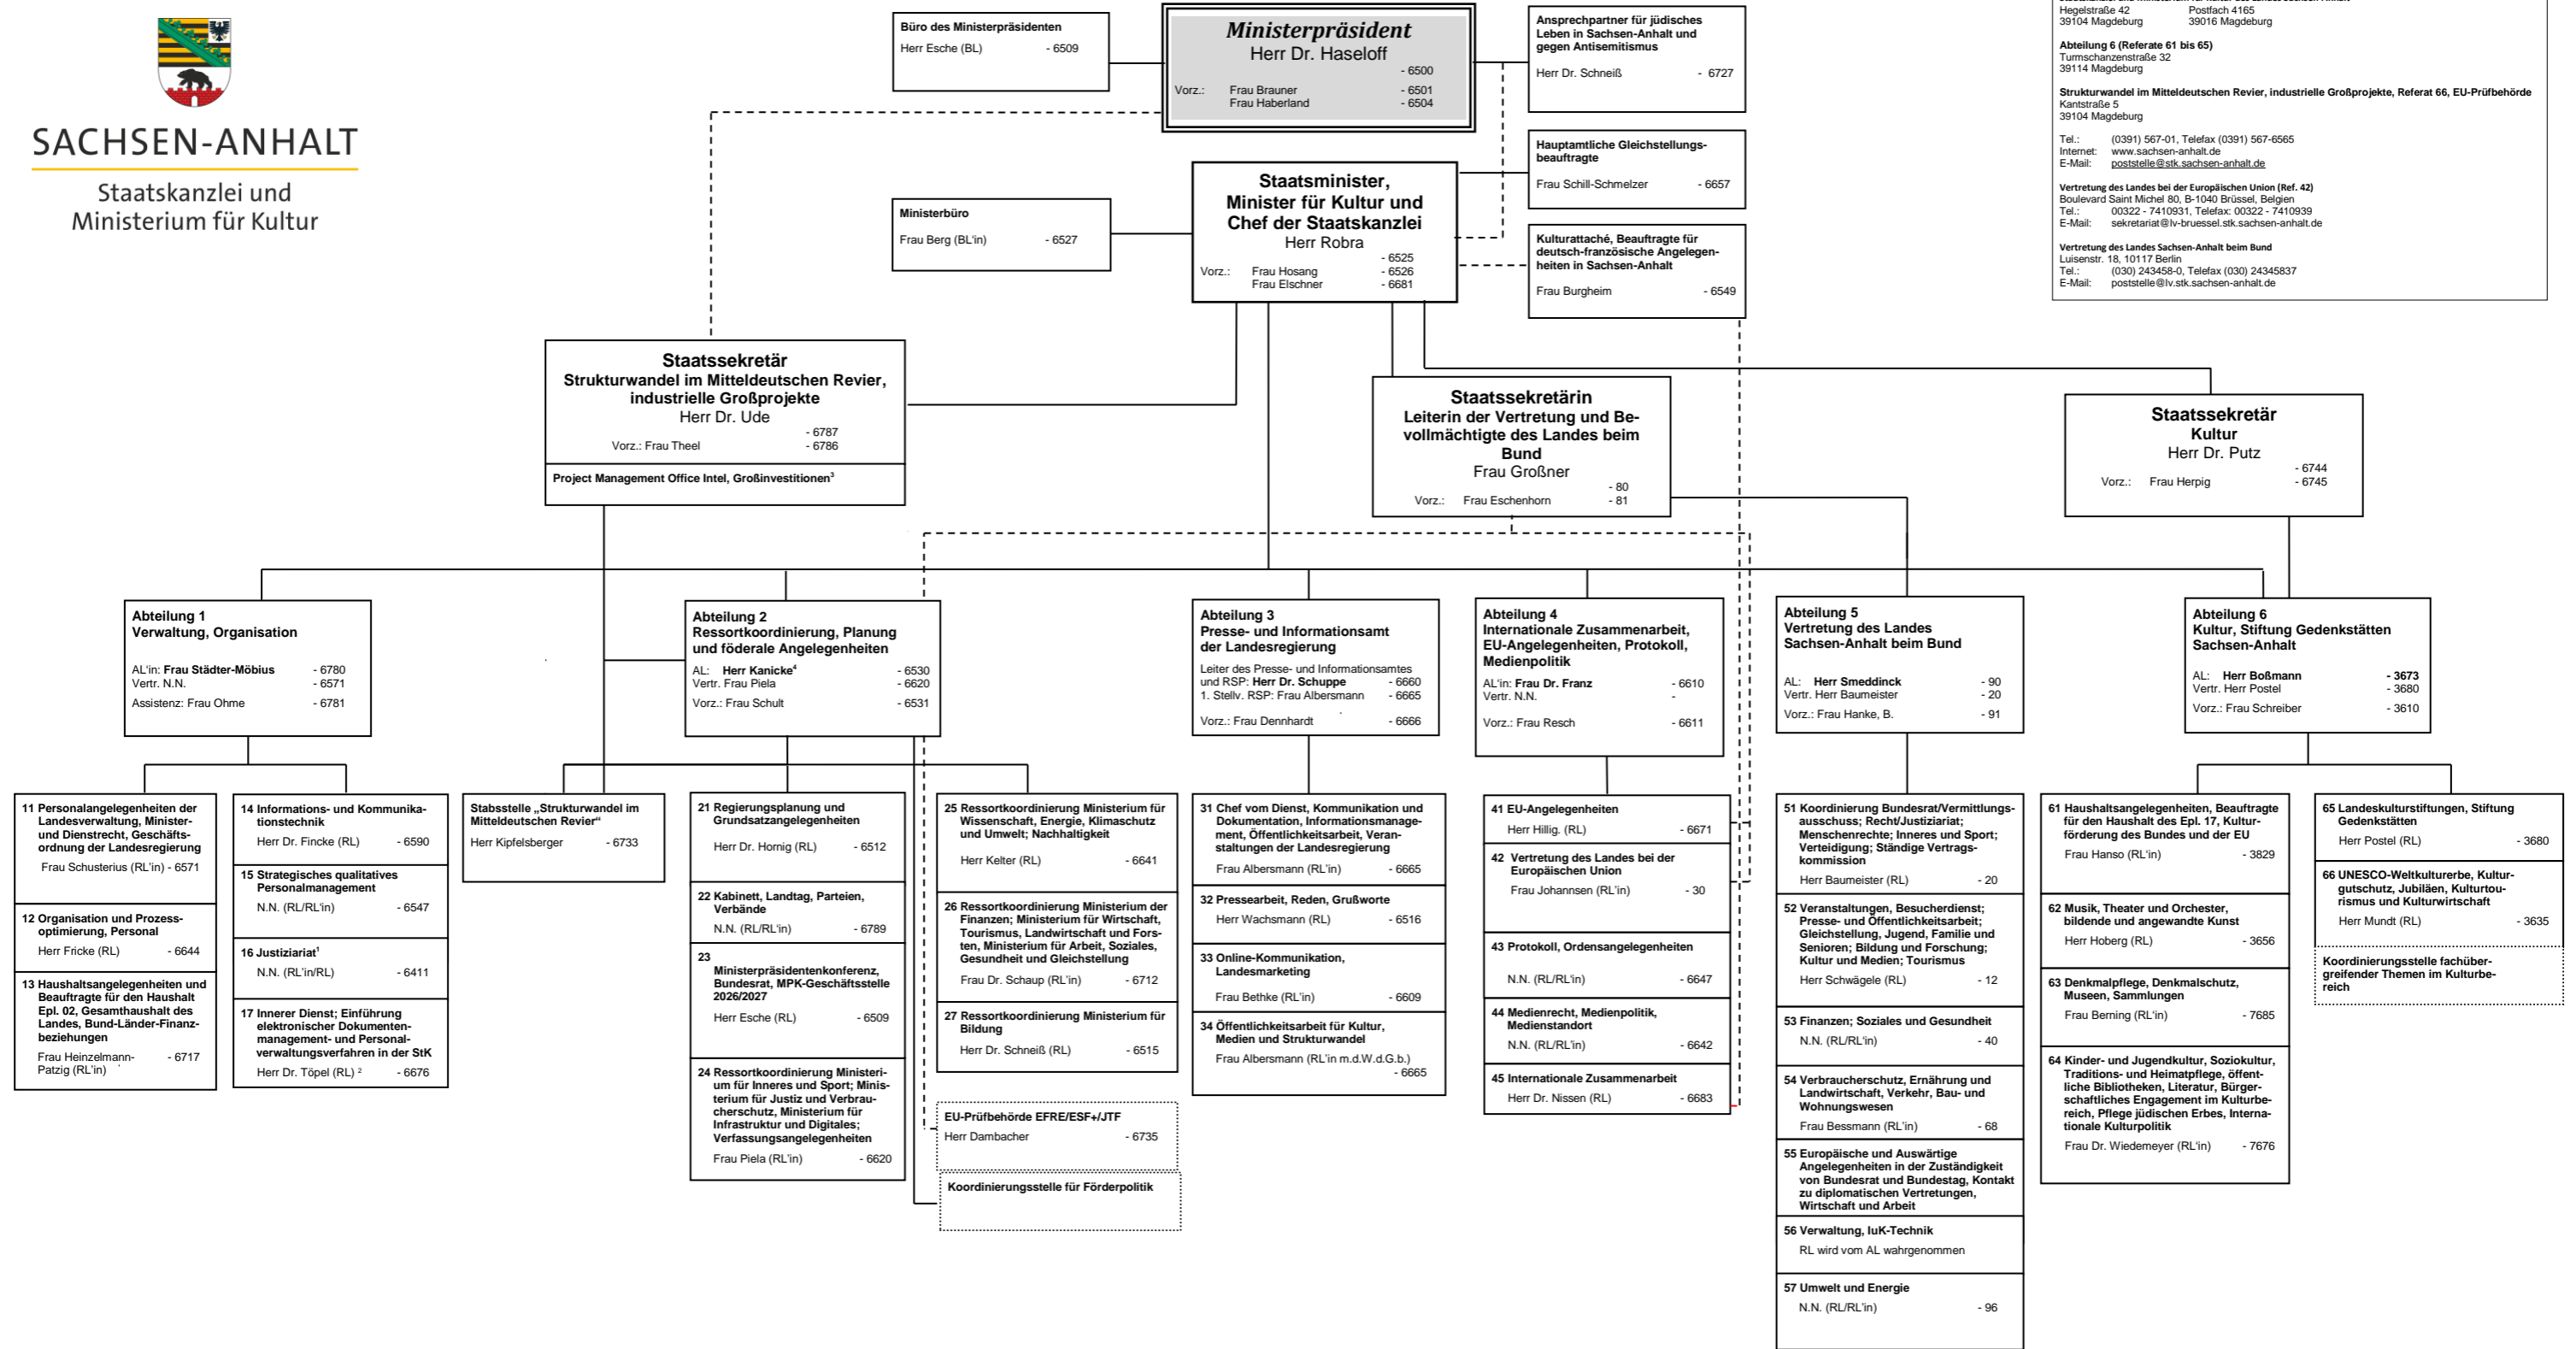 SACHSEN-ANHALT
Staatskanzlei und
Ministerium für Kultur
Büro des Ministerpräsidenten
Herr Esche (BL) - 6509
Ministerpräsident
Herr Dr. Haseloff
- 6500
Vorz.: Frau Brauner - 6501
Frau Haberland - 6504
Ansprechpartner für jüdisches
Leben in Sachsen-Anhalt und
gegen Antisemitismus
Herr Dr. Schneiß - 6727
Hegelstraße 42 Postfach 4165
39104 Magdeburg 39016 Magdeburg
Abteilung 6 (Referate 61 bis 65)
Turmschanzenstraße 32
39114 Magdeburg
Strukturwandel im Mitteldeutschen Revier, industrielle Großprojekte, Referat 66, EU-Prüfbehörde
Kantstraße 5
39104 Magdeburg
Tel.: (0391) 567-01, Telefax (0391) 567-6565
Internet: www.sachsen-anhalt.de
E-Mail: poststelle@stk.sachsen-anhalt.de
Vertretung des Landes bei der Europäischen Union (Ref. 42)
Boulevard Saint Michel 80, B-1040 Brüssel, Belgien
Tel.: 00322 - 7410931, Telefax: 00322 - 7410939
E-Mail: sekretariat@lv-bruessel.stk.sachsen-anhalt.de
Vertretung des Landes Sachsen-Anhalt beim Bund
Luisenstr. 18, 10117 Berlin
Tel.: (030) 243458-0, Telefax (030) 24345837
E-Mail: poststelle@lv.stk.sachsen-anhalt.de
Hauptamtliche Gleichstellungs-
beauftragte
Frau Schill-Schmelzer - 6657
Ministerbüro
Frau Berg (BL'in) - 6527
Staatsminister,
Minister für Kultur und
Chef der Staatskanzlei
Herr Robra
- 6525
Vorz.: Frau Hosang - 6526
Frau Elschner - 6681
Kulturattaché, Beauftragte für
deutsch-französische Angelegen-
heiten in Sachsen-Anhalt
Frau Burgheim - 6549
Staatssekretär
Strukturwandel im Mitteldeutschen Revier,
industrielle Großprojekte
Herr Dr. Ude
- 6787
Vorz.: Frau Theel - 6786
Project Management Office Intel, Großinvestitionen³
Staatssekretärin
Leiterin der Vertretung und Be-
vollmächtigte des Landes beim
Bund
Frau Großner
- 80
Vorz.: Frau Eschenhorn - 81
Staatssekretär
Kultur
Herr Dr. Putz
- 6744
Vorz.: Frau Herpig - 6745
Abteilung 1
Verwaltung, Organisation
AL'in: Frau Städter-Möbius - 6780
Vertr. N.N. - 6571
Assistenz: Frau Ohme - 6781
Abteilung 2
Ressortkoordinierung, Planung
und föderale Angelegenheiten
AL: Herr Kanicke⁴ - 6530
Vertr. Frau Piela - 6620
Vorz.: Frau Schult - 6531
Abteilung 3
Presse- und Informationsamt
der Landesregierung
Leiter des Presse- und Informationsamtes
und RSP: Herr Dr. Schuppe - 6660
1. Stellv. RSP: Frau Albersmann - 6665
Vorz.: Frau Dennhardt - 6666
Abteilung 4
Internationale Zusammenarbeit,
EU-Angelegenheiten, Protokoll,
Medienpolitik
AL'in: Frau Dr. Franz - 6610
Vertr. N.N. -
Vorz.: Frau Resch - 6611
Abteilung 5
Vertretung des Landes
Sachsen-Anhalt beim Bund
AL: Herr Smeddinck - 90
Vertr. Herr Baumeister - 20
Vorz.: Frau Hanke, B. - 91
Abteilung 6
Kultur, Stiftung Gedenkstätten
Sachsen-Anhalt
AL: Herr Boßmann - 3673
Vertr. Herr Postel - 3680
Vorz.: Frau Schreiber - 3610
11 Personalangelegenheiten der
Landesverwaltung, Minister-
und Dienstrecht, Geschäfts-
ordnung der Landesregierung
Frau Schusterius (RL'in) - 6571
12 Organisation und Prozess-
optimierung, Personal
Herr Fricke (RL) - 6644
13 Haushaltsangelegenheiten und
Beauftragte für den Haushalt
Epl. 02, Gesamthaushalt des
Landes, Bund-Länder-Finanz-
beziehungen
Frau Heinzelmann- - 6717
Patzig (RL'in)
14 Informations- und Kommunika-
tionstechnik
Herr Dr. Fincke (RL) - 6590
15 Strategisches qualitatives
Personalmanagement
N.N. (RL/RL'in) - 6547
16 Justiziariat¹
N.N. (RL'in/RL) - 6411
17 Innerer Dienst; Einführung
elektronischer Dokumenten-
management- und Personal-
verwaltungsverfahren in der StK
Herr Dr. Töpel (RL) ² - 6676
Stabsstelle „Strukturwandel im
Mitteldeutschen Revier“
Herr Kipfelsberger - 6733
21 Regierungsplanung und
Grundsatzangelegenheiten
Herr Dr. Hornig (RL) - 6512
22 Kabinett, Landtag, Parteien,
Verbände
N.N. (RL/RL'in) - 6789
23
Ministerpräsidentenkonferenz,
Bundesrat, MPK-Geschäftsstelle
2026/2027
Herr Esche (RL) - 6509
24 Ressortkoordinierung Ministeri-
um für Inneres und Sport; Minis-
terium für Justiz und Verbrau-
cherschutz, Ministerium für
Infrastruktur und Digitales;
Verfassungsangelegenheiten
Frau Piela (RL'in) - 6620
25 Ressortkoordinierung Ministerium für
Wissenschaft, Energie, Klimaschutz
und Umwelt; Nachhaltigkeit
Herr Kelter (RL) - 6641
26 Ressortkoordinierung Ministerium der
Finanzen; Ministerium für Wirtschaft,
Tourismus, Landwirtschaft und Fors-
ten, Ministerium für Arbeit, Soziales,
Gesundheit und Gleichstellung
Frau Dr. Schaup (RL'in) - 6712
27 Ressortkoordinierung Ministerium für
Bildung
Herr Dr. Schneiß (RL) - 6515
EU-Prüfbehörde EFRE/ESF+/JTF
Herr Dambacher - 6735
Koordinierungsstelle für Förderpolitik
31 Chef vom Dienst, Kommunikation und
Dokumentation, Informationsmanage-
ment, Öffentlichkeitsarbeit, Veran-
staltungen der Landesregierung
Frau Albersmann (RL'in) - 6665
32 Pressearbeit, Reden, Grußworte
Herr Wachsmann (RL) - 6516
33 Online-Kommunikation,
Landesmarketing
Frau Bethke (RL'in) - 6609
34 Öffentlichkeitsarbeit für Kultur,
Medien und Strukturwandel
Frau Albersmann (RL'in m.d.W.d.G.b.)
- 6665
41 EU-Angelegenheiten
Herr Hillig. (RL) - 6671
42 Vertretung des Landes bei der
Europäischen Union
Frau Johannsen (RL'in) - 30
43 Protokoll, Ordensangelegenheiten
N.N. (RL/RL'in) - 6647
44 Medienrecht, Medienpolitik,
Medienstandort
N.N. (RL/RL'in) - 6642
45 Internationale Zusammenarbeit
Herr Dr. Nissen (RL) - 6683
51 Koordinierung Bundesrat/Vermittlungs-
ausschuss; Recht/Justiziariat;
Menschenrechte; Inneres und Sport;
Verteidigung; Ständige Vertrags-
kommission
Herr Baumeister (RL) - 20
52 Veranstaltungen, Besucherdienst;
Presse- und Öffentlichkeitsarbeit;
Gleichstellung, Jugend, Familie und
Senioren; Bildung und Forschung;
Kultur und Medien; Tourismus
Herr Schwägele (RL) - 12
53 Finanzen; Soziales und Gesundheit
N.N. (RL/RL'in) - 40
54 Verbraucherschutz, Ernährung und
Landwirtschaft, Verkehr, Bau- und
Wohnungswesen
Frau Bessmann (RL'in) - 68
55 Europäische und Auswärtige
Angelegenheiten in der Zuständigkeit
von Bundesrat und Bundestag, Kontakt
zu diplomatischen Vertretungen,
Wirtschaft und Arbeit
56 Verwaltung, IuK-Technik
RL wird vom AL wahrgenommen
57 Umwelt und Energie
N.N. (RL/RL'in) - 96
61 Haushaltsangelegenheiten, Beauftragte
für den Haushalt des Epl. 17, Kultur-
förderung des Bundes und der EU
Frau Hanso (RL'in) - 3829
62 Musik, Theater und Orchester,
bildende und angewandte Kunst
Herr Hoberg (RL) - 3656
63 Denkmalpflege, Denkmalschutz,
Museen, Sammlungen
Frau Berning (RL'in) - 7685
64 Kinder- und Jugendkultur, Soziokultur,
Traditions- und Heimatpflege, öffent-
liche Bibliotheken, Literatur, Bürger-
schaftliches Engagement im Kulturbe-
reich, Pflege jüdischen Erbes, Interna-
tionale Kulturpolitik
Frau Dr. Wiedemeyer (RL'in) - 7676
65 Landeskulturstiftungen, Stiftung
Gedenkstätten
Herr Postel (RL) - 3680
66 UNESCO-Weltkulturerbe, Kultur-
gutschutz, Jubiläen, Kulturtou-
rismus und Kulturwirtschaft
Herr Mundt (RL) - 3635
Koordinierungsstelle fachüber-
greifender Themen im Kulturbe-
reich